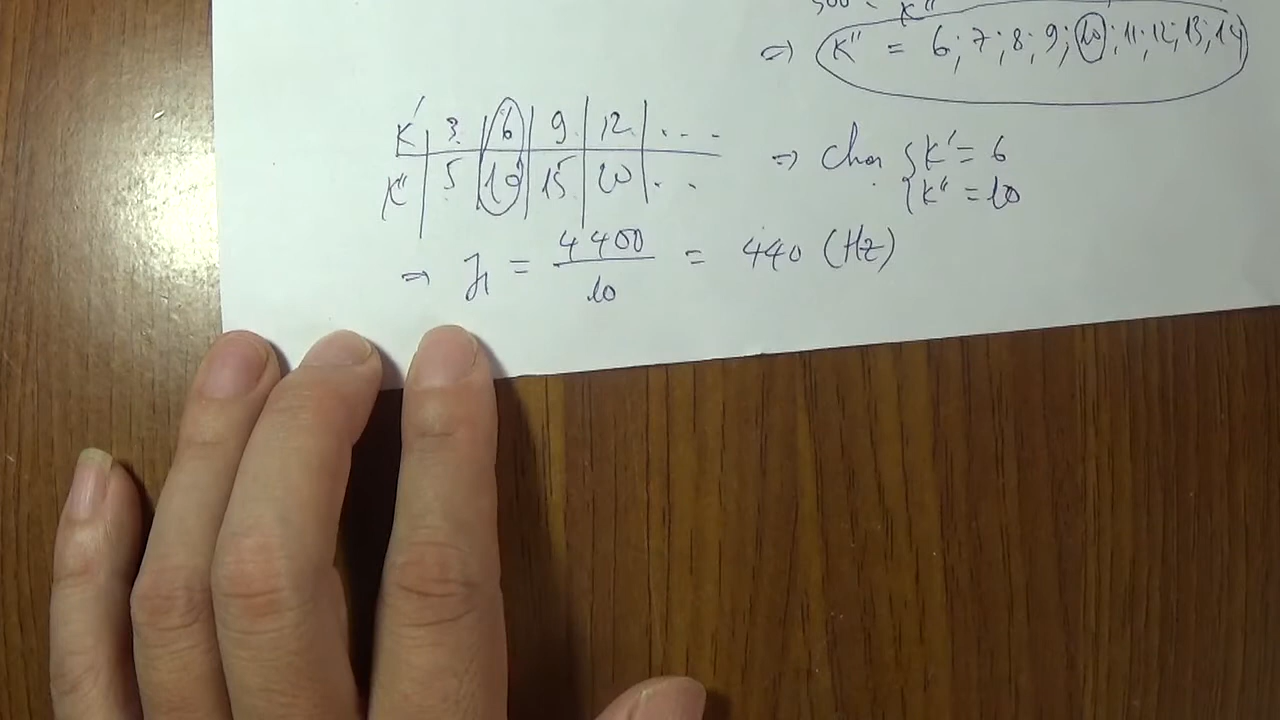 300 < K''
=> K'' = 6; 7; 8; 9; 10; 11; 12; 13; 14
K' | 3 | 6 | 9 | 12 | ...
K'' | 5 | 10 | 15 | 20 | ...
=> Chọn { K' = 6
K'' = 10
=> f1 = 4400 / 10 = 440 (Hz)